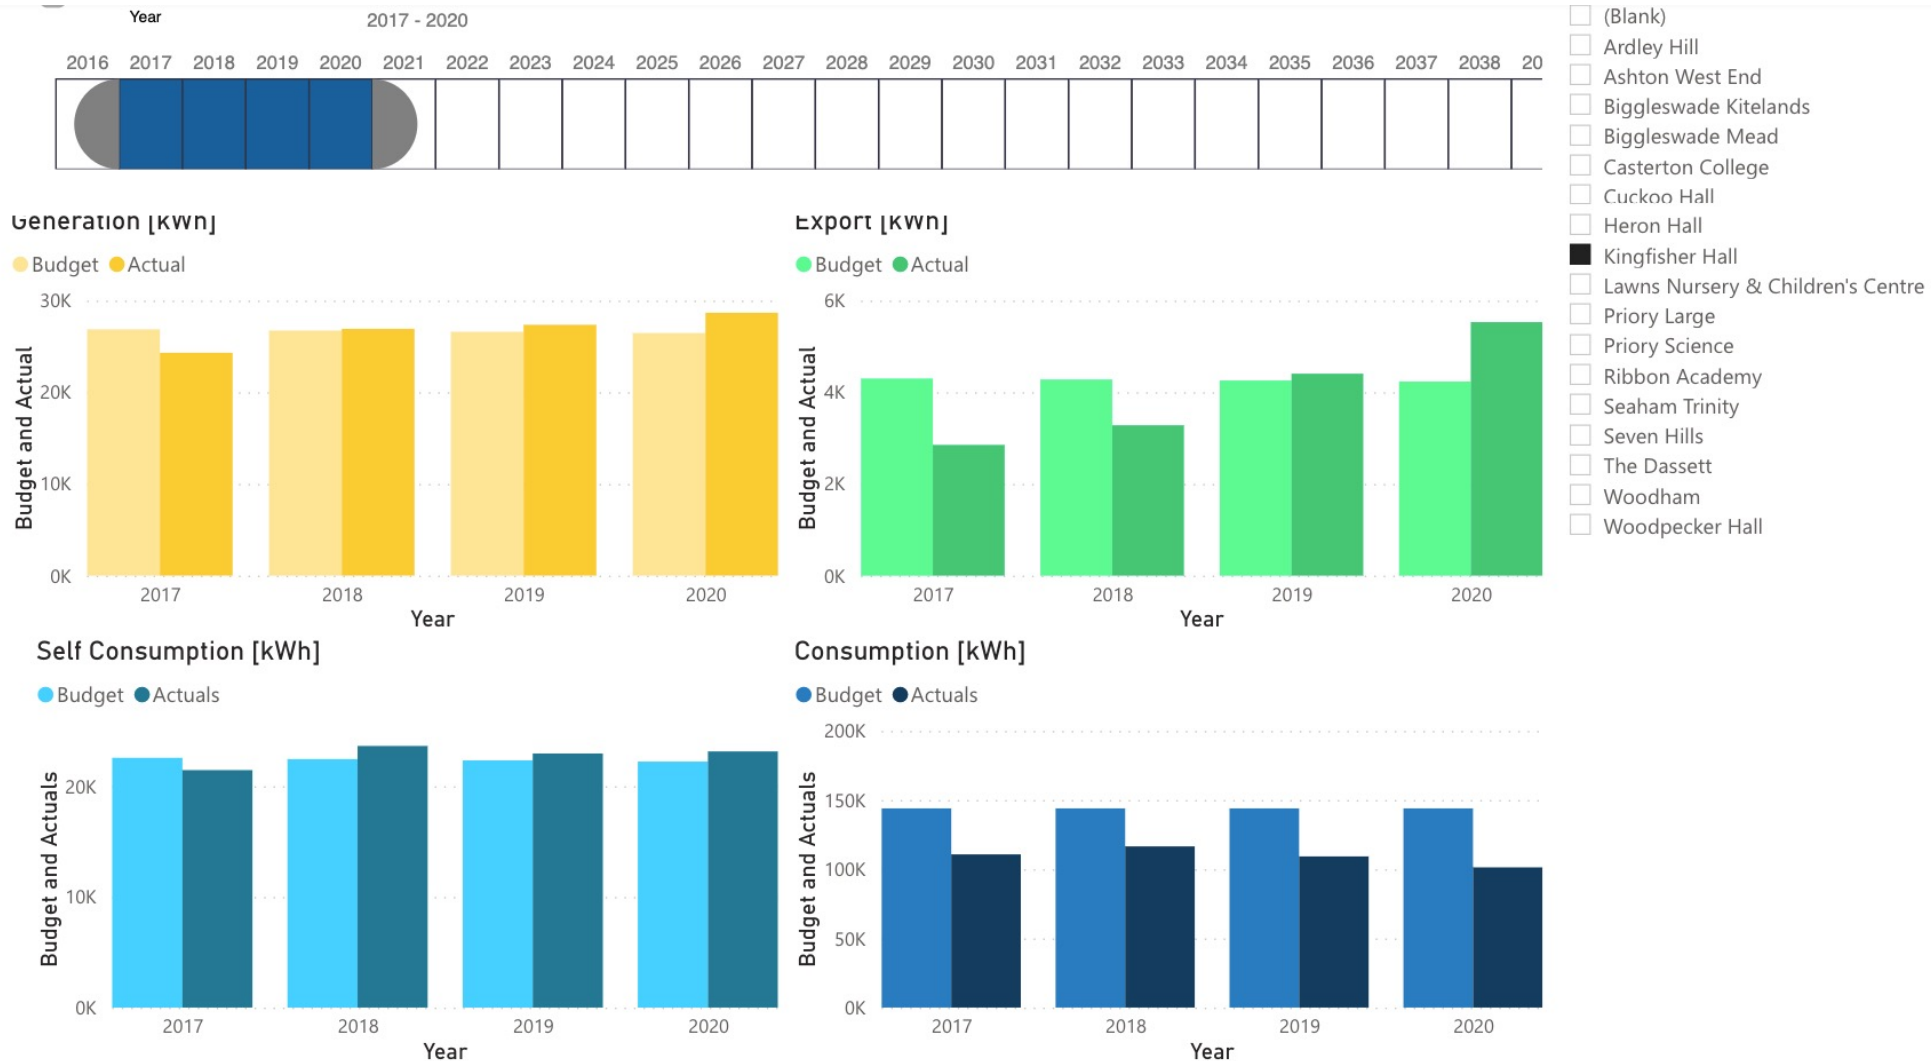 Year
2017 - 2020
2016 2017 2018 2019 2020 2021 2022 2023 2024 2025 2026 2027 2028 2029 2030 2031 2032 2033 2034 2035 2036 2037 2038 20
(Blank)
Ardley Hill
Ashton West End
Biggleswade Kitelands
Biggleswade Mead
Casterton College
Cuckoo Hall
Heron Hall
Kingfisher Hall
Lawns Nursery & Children's Centre
Priory Large
Priory Science
Ribbon Academy
Seaham Trinity
Seven Hills
The Dassett
Woodham
Woodpecker Hall
Generation [kWh]
Budget Actual
Budget and Actual
30K
20K
10K
0K
2017 2018 2019 2020
Year
Export [kWh]
Budget Actual
Budget and Actual
6K
4K
2K
0K
2017 2018 2019 2020
Year
Self Consumption [kWh]
Budget Actuals
Budget and Actuals
20K
10K
0K
2017 2018 2019 2020
Year
Consumption [kWh]
Budget Actuals
Budget and Actuals
200K
150K
100K
50K
0K
2017 2018 2019 2020
Year